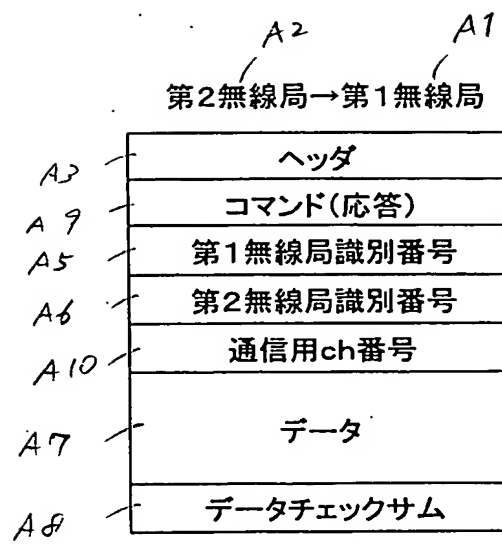 A2 A1
第2無線局→第1無線局
A3 ヘッダ
A9 コマンド(応答)
A5 第1無線局識別番号
A6 第2無線局識別番号
A10 通信用ch番号
A7 データ
A8 データチェックサム